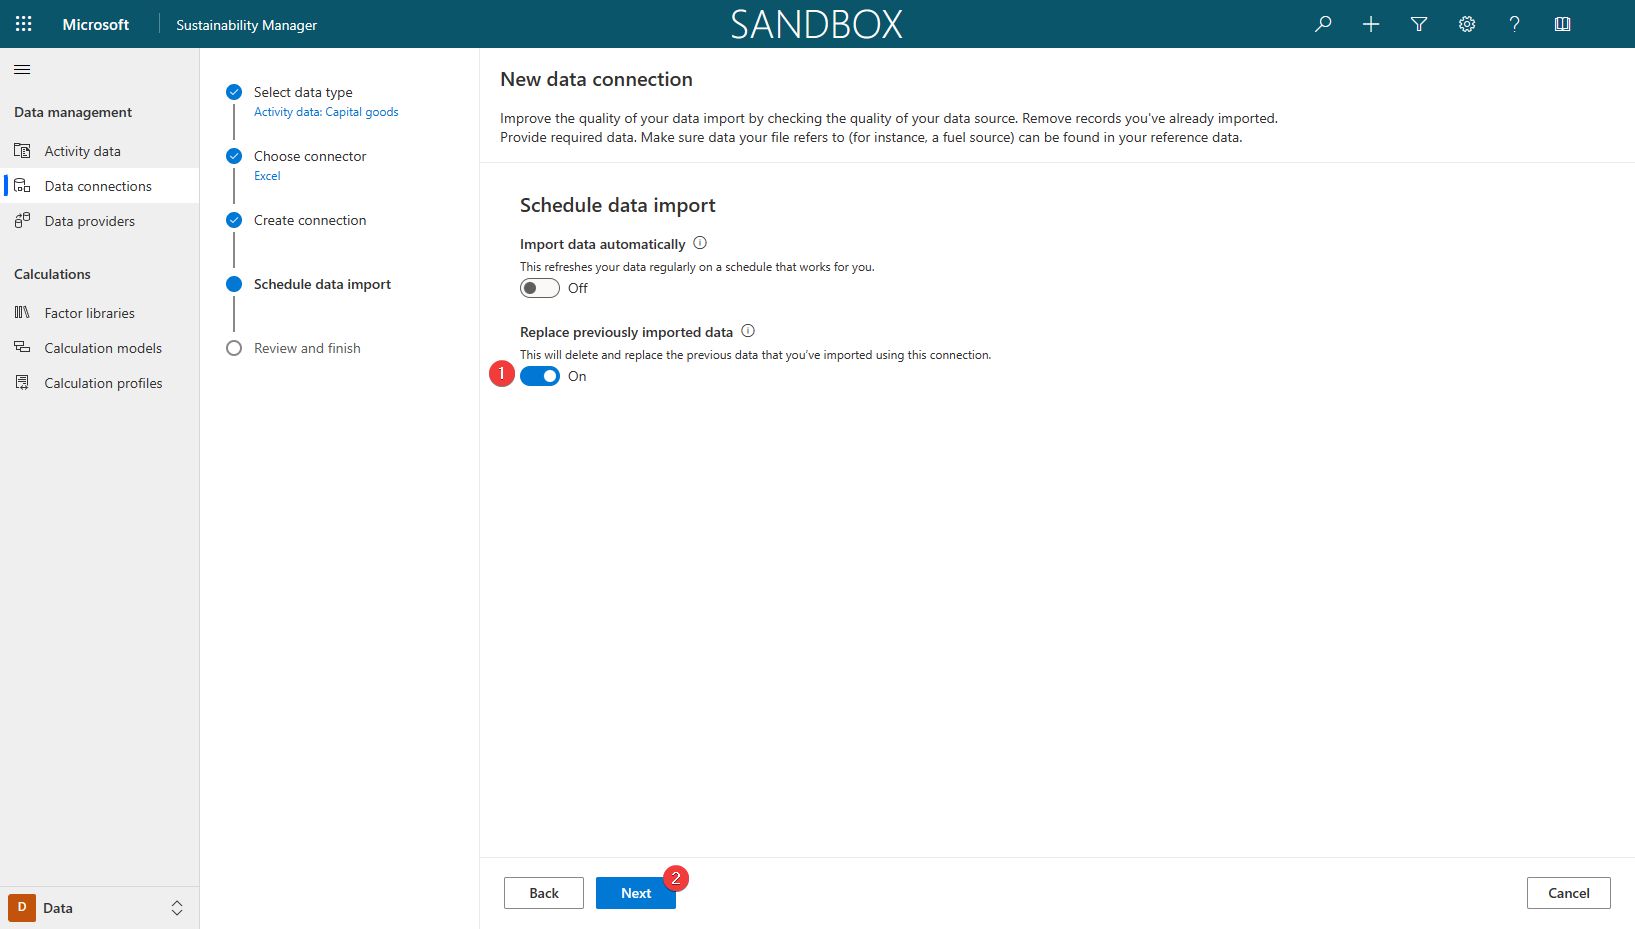 Microsoft
Sustainability Manager
SANDBOX
Data management
Activity data
Data connections
Data providers
Calculations
Factor libraries
Calculation models
Calculation profiles
D
Data
Select data type
Activity data: Capital goods
Choose connector
Excel
Create connection
Schedule data import
Review and finish
New data connection
Improve the quality of your data import by checking the quality of your data source. Remove records you've already imported.
Provide required data. Make sure data your file refers to (for instance, a fuel source) can be found in your reference data.
Schedule data import
Import data automatically
This refreshes your data regularly on a schedule that works for you.
Off
Replace previously imported data
This will delete and replace the previous data that you've imported using this connection.
1
On
Back
Next
2
Cancel